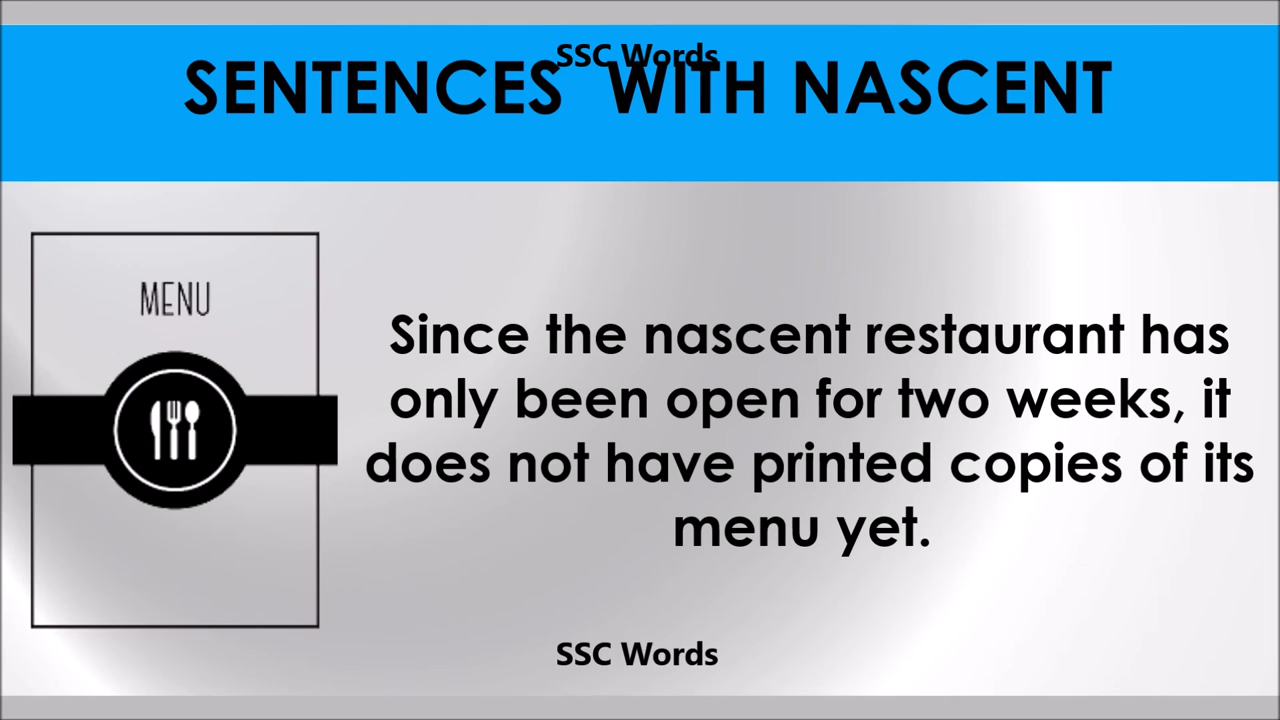 SSC Words
SENTENCES WITH NASCENT
MENU
Since the nascent restaurant has
only been open for two weeks, it
does not have printed copies of its
menu yet.
SSC Words